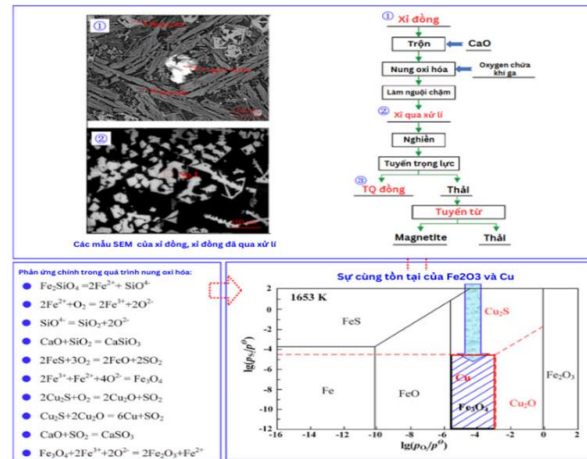 ①
②
Các mẫu SEM của xỉ đồng, xỉ đồng đã qua xử lí
① Xỉ đồng
Trộn
CaO
Nung oxi hóa
Oxygen chứa
khí ga
Làm nguội chậm
② Xỉ qua xử lí
Nghiền
Tuyển trọng lực
③ TQ đồng
Thải
Tuyển từ
Magnetite
Thải
Phản ứng chính trong quá trình nung oxi hóa:
Fe₂SiO₄ =2Fe²⁺+ SiO⁴⁻
2Fe²⁺+O₂ = 2Fe³⁺+2O²⁻
SiO⁴⁻ = SiO₂+2O²⁻
CaO+SiO₂ = CaSiO₃
2FeS+3O₂ = 2FeO+2SO₂
2Fe³⁺+Fe²⁺+4O²⁻ = Fe₃O₄
2Cu₂S+O₂ = 2Cu₂O+SO₂
Cu₂S+2Cu₂O = 6Cu+SO₂
CaO+SO₂ = CaSO₃
Fe₃O₄+2Fe³⁺+2O²⁻ = 2Fe₂O₃+Fe²⁺
Sự cùng tồn tại của Fe2O3 và Cu
1653 K
FeS
Cu₂S
Fe
FeO
Cu
Fe₃O₄
Cu₂O
Fe₂O₃
2
0
-2
-4
-6
-8
-10
-12
-16 -14 -12 -10 -8 -6 -4 -2 0 2